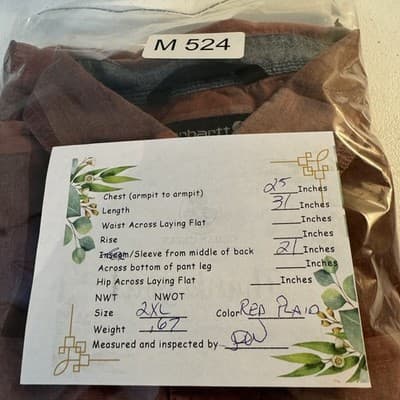 M 524
arhartt
Chest (armpit to armpit) 25 Inches
Length 31 Inches
Waist Across Laying Flat Inches
Rise Inches
Inseam/Sleeve from middle of back 21 Inches
Across bottom of pant leg
Hip Across Laying Flat Inches
NWT NWOT
Size 2XL Color Red Plaid
Weight .67
Measured and inspected by